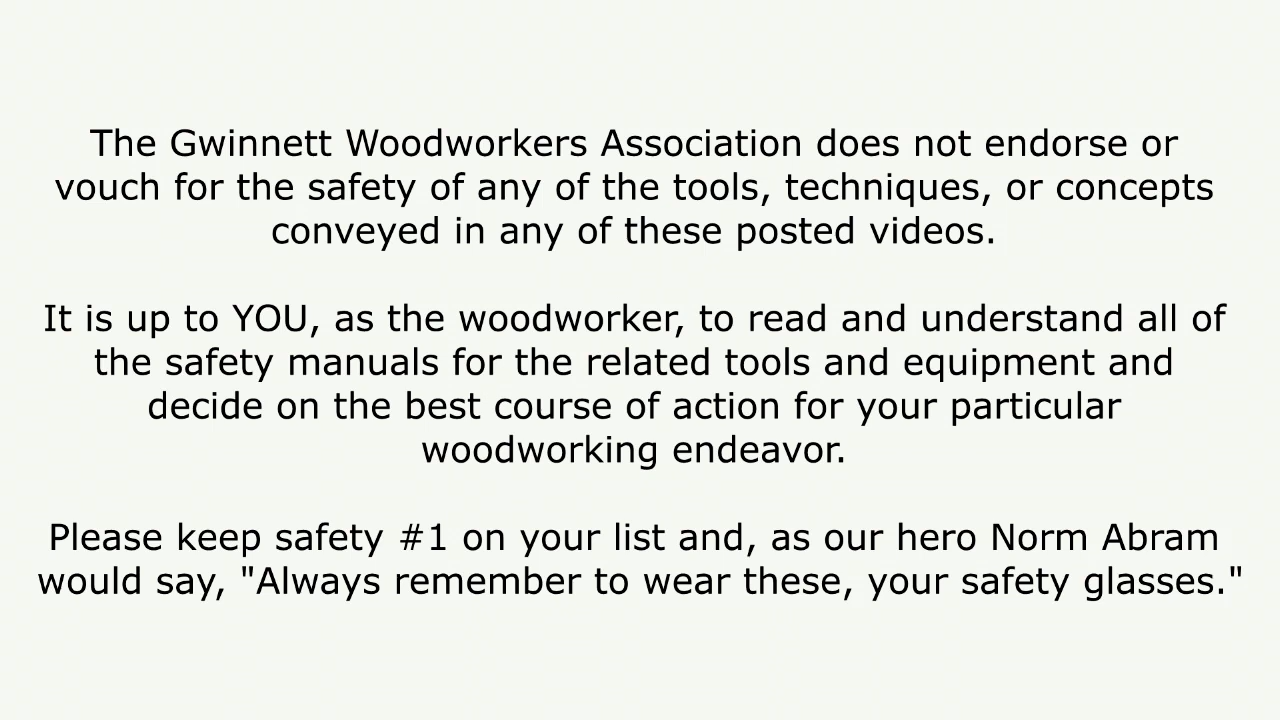 The Gwinnett Woodworkers Association does not endorse or
vouch for the safety of any of the tools, techniques, or concepts
conveyed in any of these posted videos.
It is up to YOU, as the woodworker, to read and understand all of
the safety manuals for the related tools and equipment and
decide on the best course of action for your particular
woodworking endeavor.
Please keep safety #1 on your list and, as our hero Norm Abram
would say, "Always remember to wear these, your safety glasses."